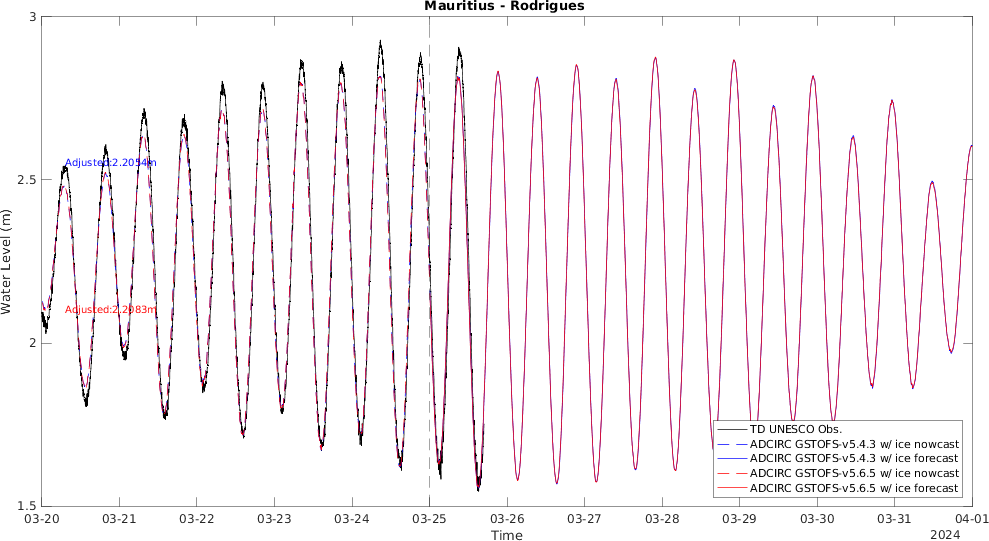 Mauritius - Rodrigues
3
2.5
2
1.5
Water Level (m)
Adjusted:2.2054m
Adjusted:2.2083m
TD UNESCO Obs.
ADCIRC GSTOFS-v5.4.3 w/ ice nowcast
ADCIRC GSTOFS-v5.4.3 w/ ice forecast
ADCIRC GSTOFS-v5.6.5 w/ ice nowcast
ADCIRC GSTOFS-v5.6.5 w/ ice forecast
03-20 03-21 03-22 03-23 03-24 03-25 03-26 03-27 03-28 03-29 03-30 03-31 04-01
Time
2024